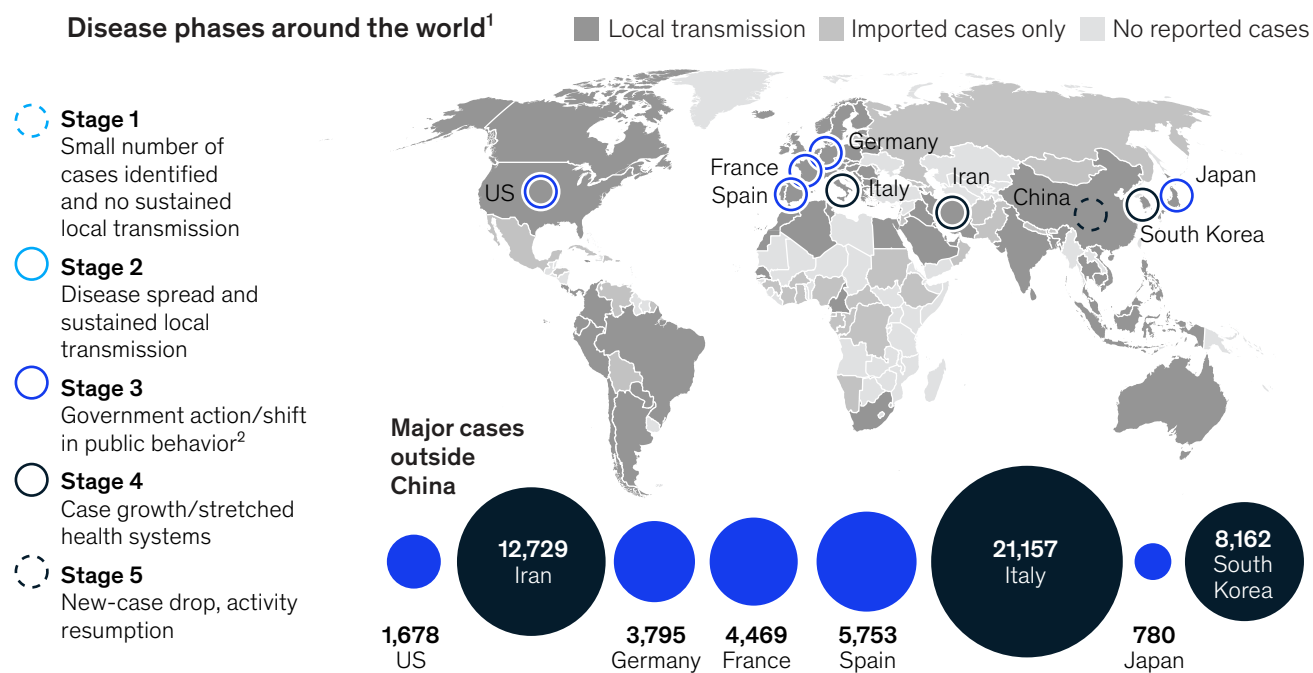 Disease phases around the world¹
Local transmission
Imported cases only
No reported cases
Stage 1
Small number of
cases identified
and no sustained
local transmission
Stage 2
Disease spread and
sustained local
transmission
Stage 3
Government action/shift
in public behavior²
Stage 4
Case growth/stretched
health systems
Stage 5
New-case drop, activity
resumption
US
France
Spain
Germany
Italy
Iran
China
Japan
South Korea
Major cases
outside
China
1,678
US
12,729
Iran
3,795
Germany
4,469
France
5,753
Spain
21,157
Italy
780
Japan
8,162
South
Korea